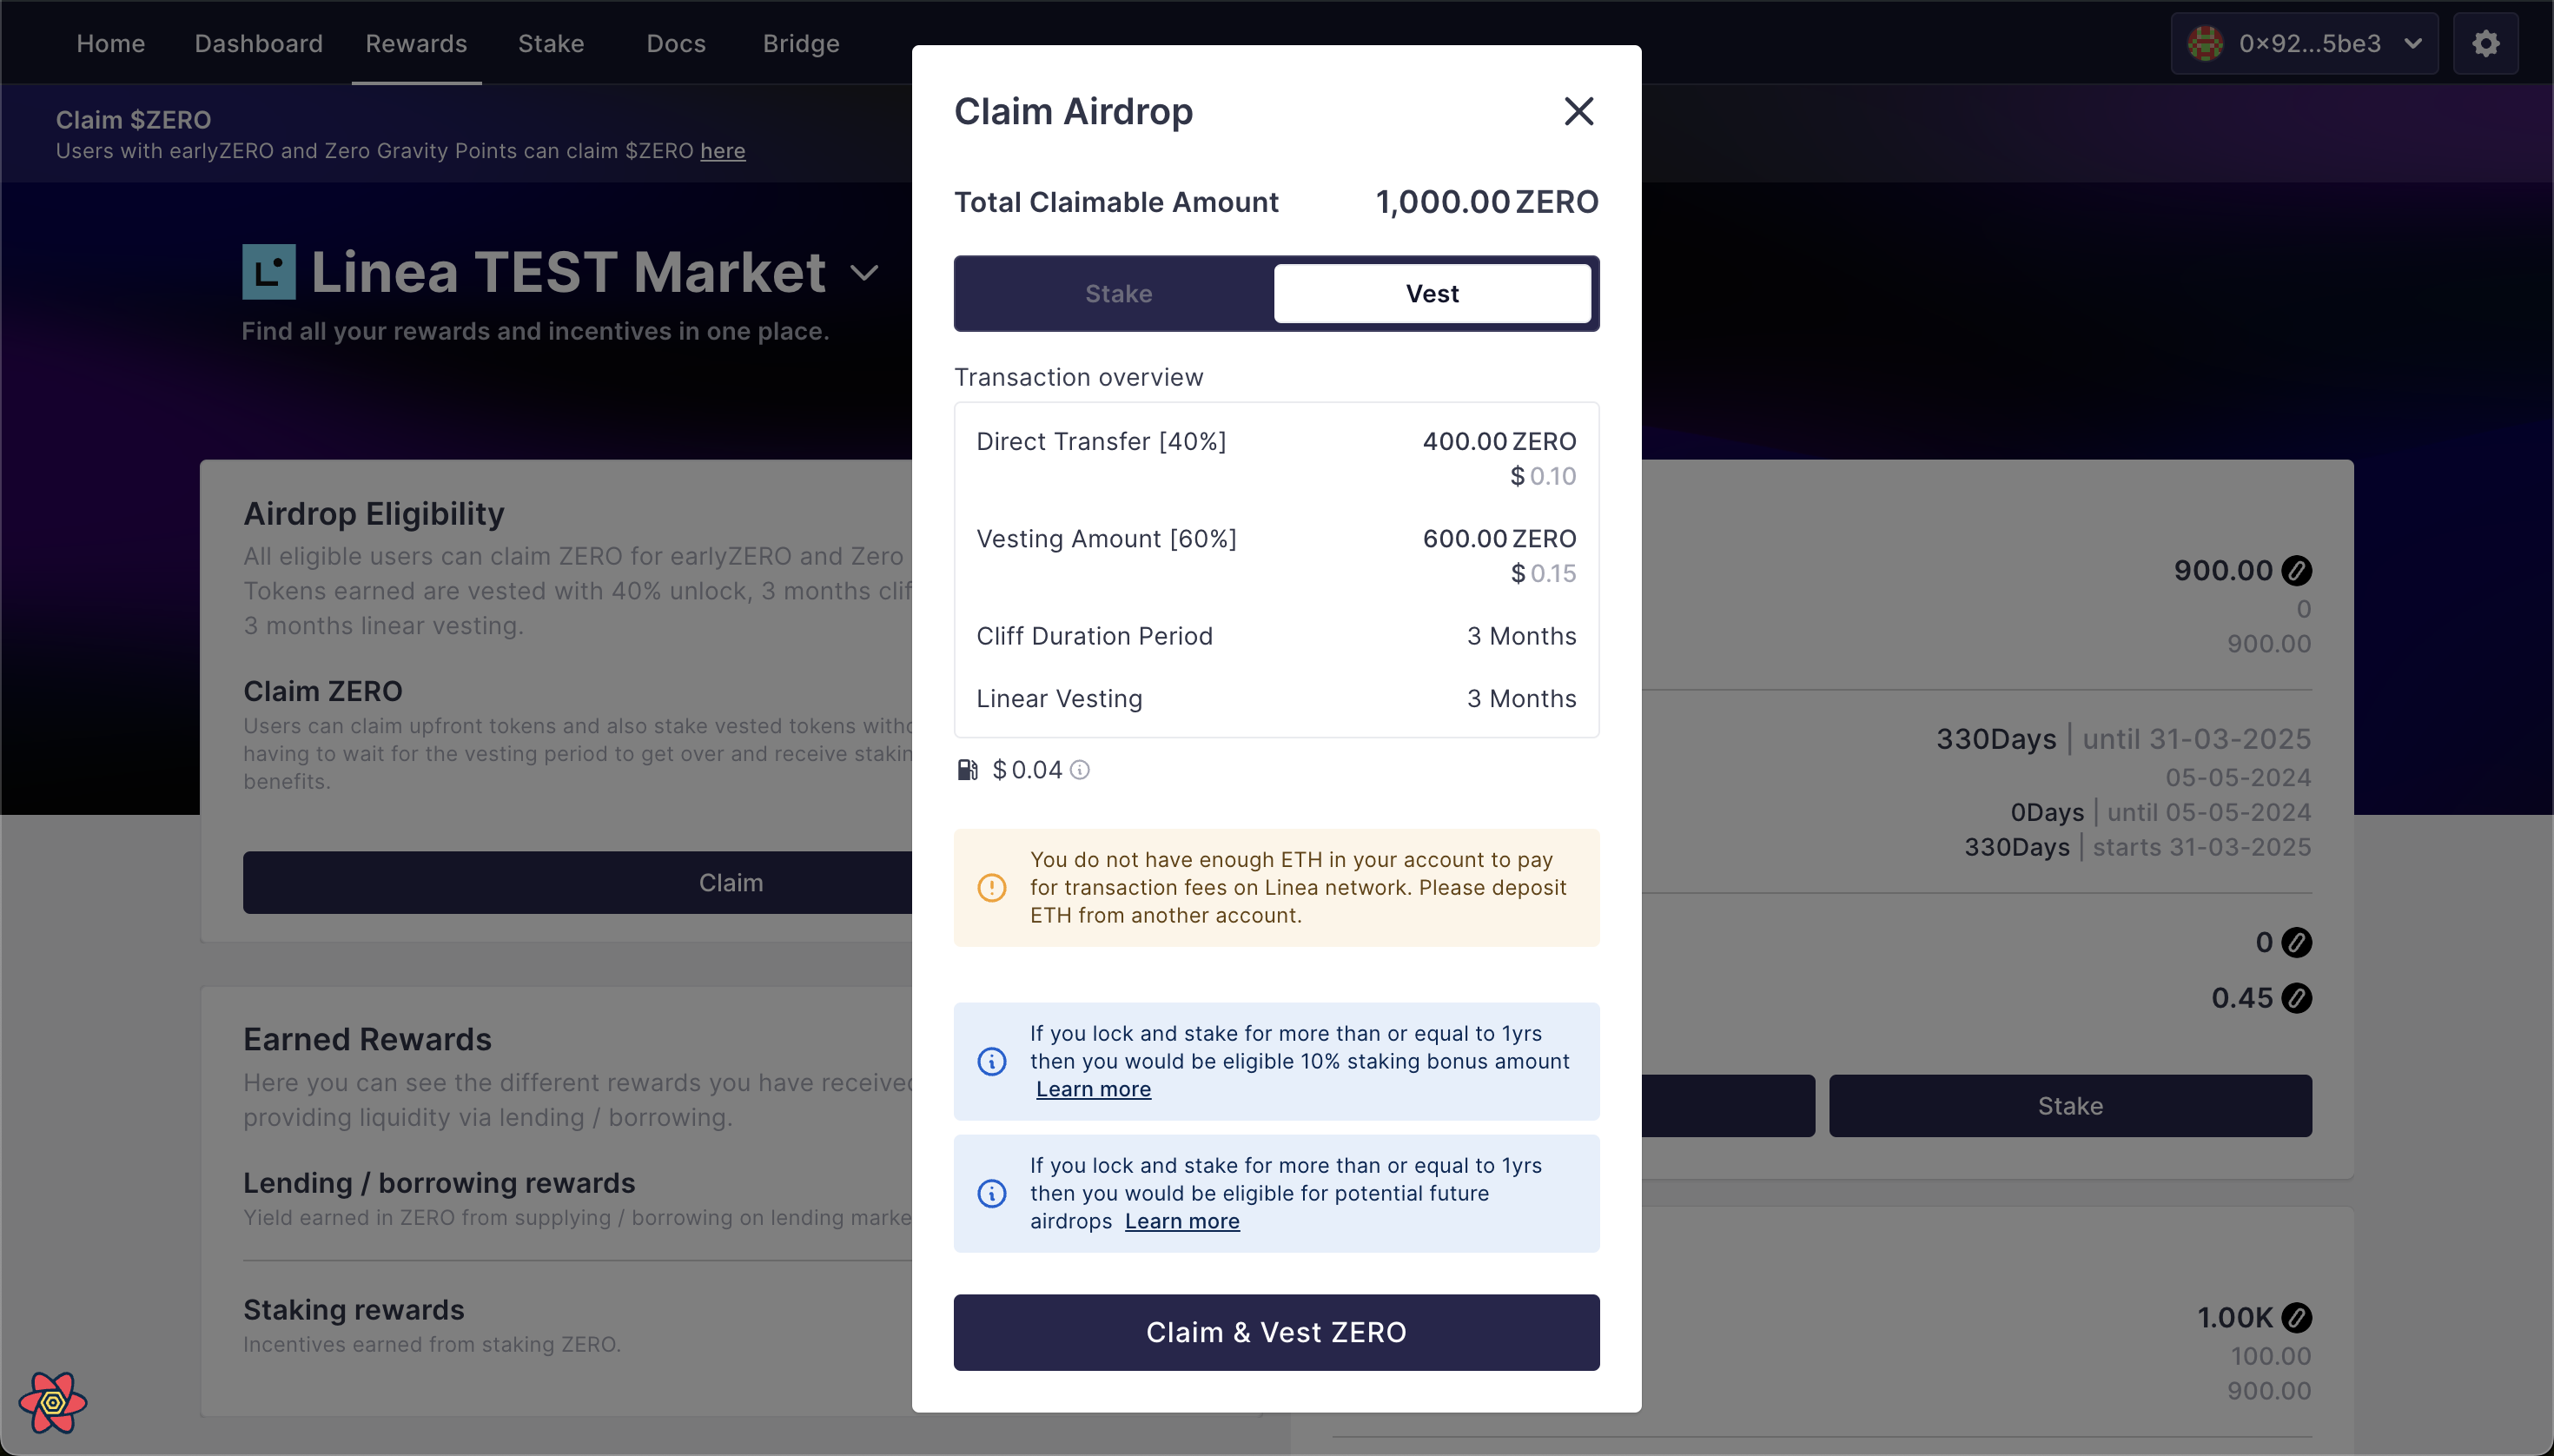 Home Dashboard Rewards Stake Docs Bridge 0×92...5be3
Claim $ZERO
Users with earlyZERO and Zero Gravity Points can claim $ZERO here
Linea TEST Market
Find all your rewards and incentives in one place.
Airdrop Eligibility
All eligible users can claim ZERO for earlyZERO and Zero
Tokens earned are vested with 40% unlock, 3 months clif
3 months linear vesting.
Claim ZERO
Users can claim upfront tokens and also stake vested tokens witho
having to wait for the vesting period to get over and receive stakin
benefits.
Claim
Earned Rewards
Here you can see the different rewards you have received
providing liquidity via lending / borrowing.
Lending / borrowing rewards
Yield earned in ZERO from supplying / borrowing on lending marke
Staking rewards
Incentives earned from staking ZERO.
Claim Airdrop
Total Claimable Amount 1,000.00 ZERO
Stake Vest
Transaction overview
Direct Transfer [40%] 400.00 ZERO
$ 0.10
Vesting Amount [60%] 600.00 ZERO
$ 0.15
Cliff Duration Period 3 Months
Linear Vesting 3 Months
$ 0.04
You do not have enough ETH in your account to pay
for transaction fees on Linea network. Please deposit
ETH from another account.
If you lock and stake for more than or equal to 1yrs
then you would be eligible 10% staking bonus amount
Learn more
If you lock and stake for more than or equal to 1yrs
then you would be eligible for potential future
airdrops Learn more
Claim & Vest ZERO
900.00
0
900.00
330Days | until 31-03-2025
05-05-2024
0Days | until 05-05-2024
330Days | starts 31-03-2025
0
0.45
Stake
1.00K
100.00
900.00